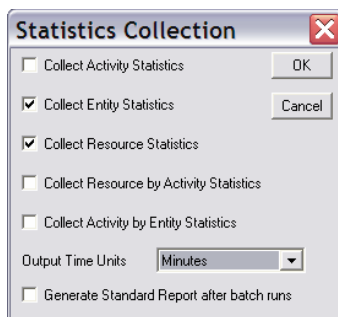 Statistics Collection
Collect Activity Statistics
OK
Collect Entity Statistics
Cancel
Collect Resource Statistics
Collect Resource by Activity Statistics
Collect Activity by Entity Statistics
Output Time Units Minutes
Generate Standard Report after batch runs